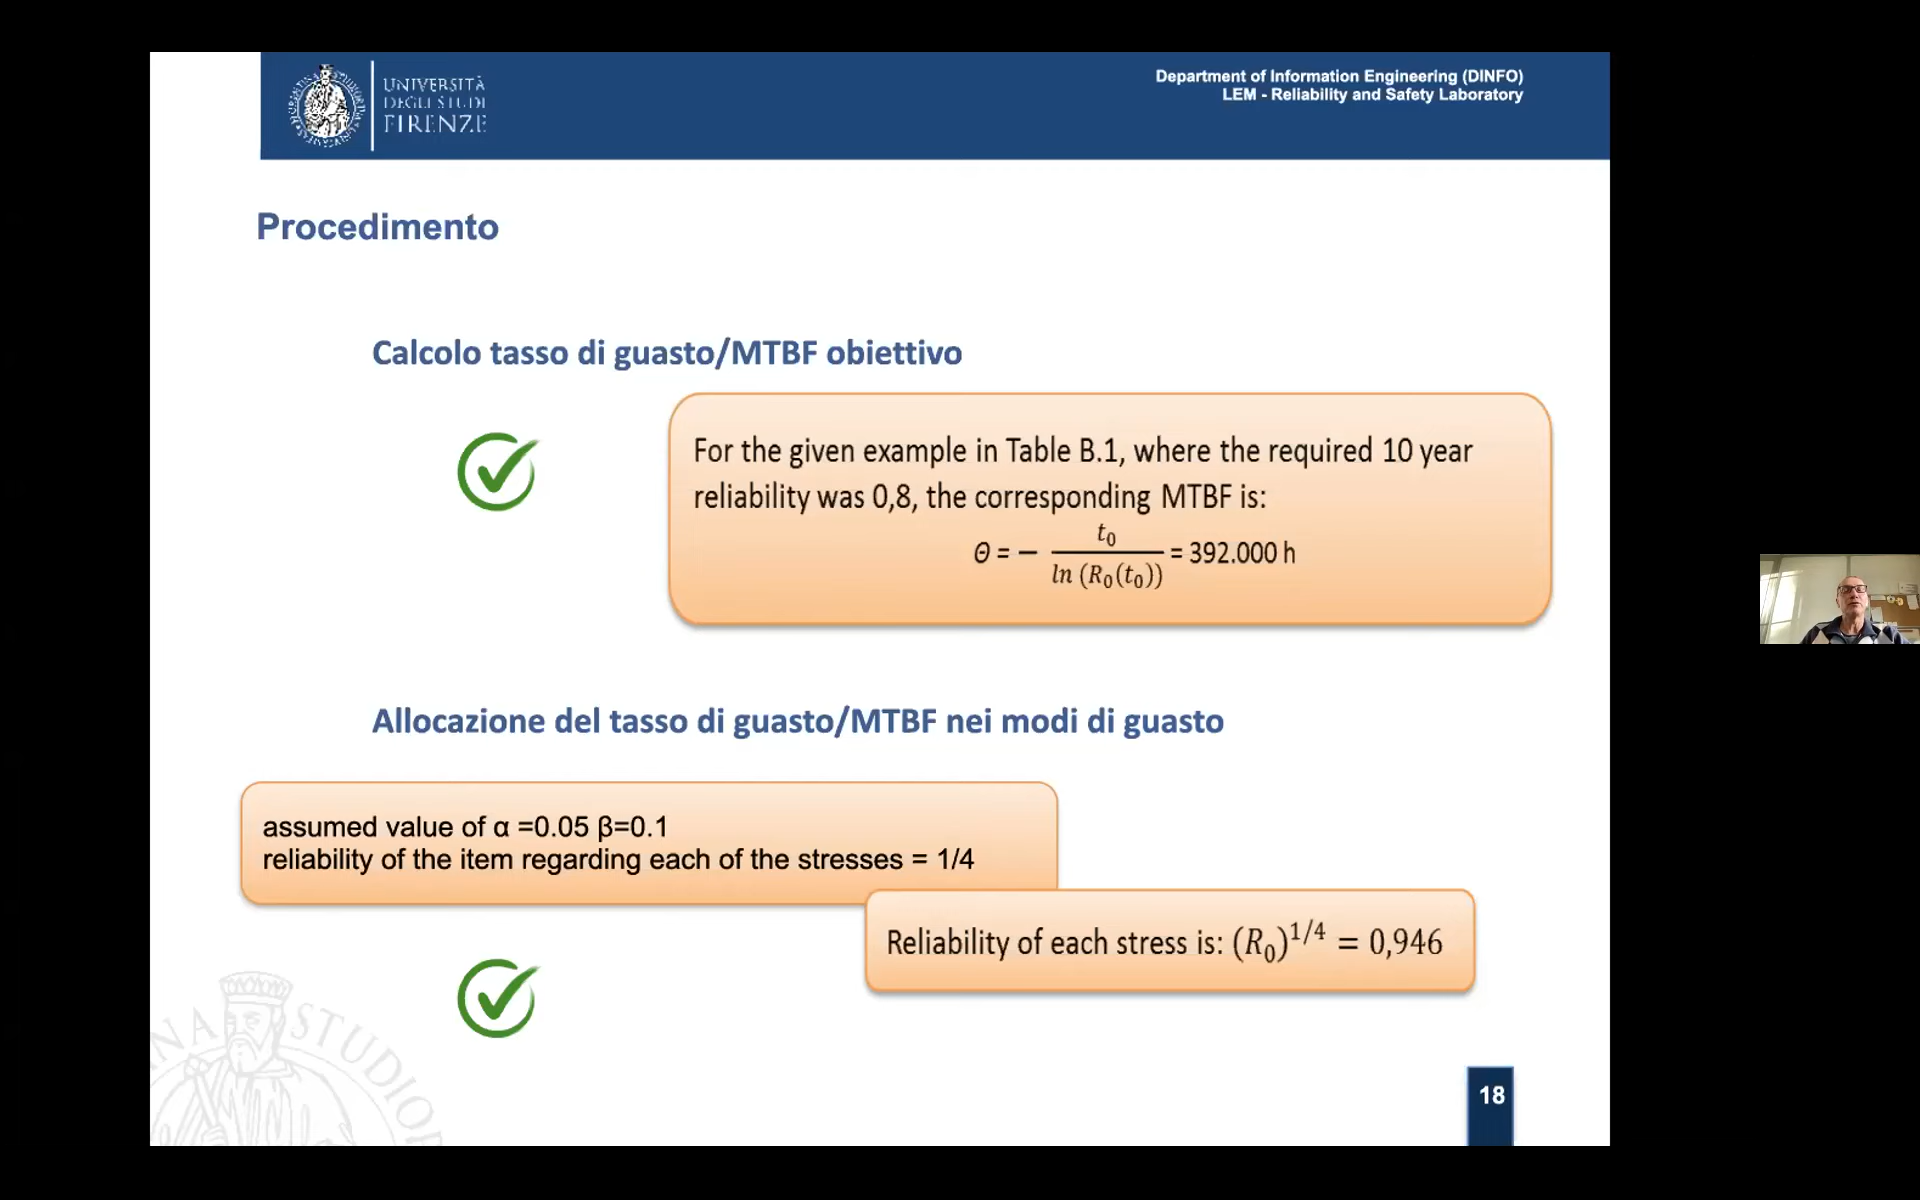 UNIVERSITÀ
DEGLI STUDI
FIRENZE
Department of Information Engineering (DINFO)
LEM - Reliability and Safety Laboratory
Procedimento
Calcolo tasso di guasto/MTBF obiettivo
For the given example in Table B.1, where the required 10 year
reliability was 0,8, the corresponding MTBF is:
Θ = − t₀ / ln (R₀(t₀)) = 392.000 h
Allocazione del tasso di guasto/MTBF nei modi di guasto
assumed value of α =0.05 β=0.1
reliability of the item regarding each of the stresses = 1/4
Reliability of each stress is: (R₀)^1/4 = 0,946
NA STUDIO
18